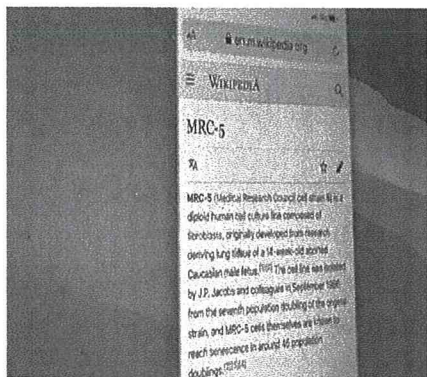 AA en.m.wikipedia.org
WIKIPEDIA
MRC-5
MRC-5 (Medical Research Council cell strain 5) is a
diploid human cell culture line composed of
fibroblasts, originally developed from research
deriving lung tissue of a 14-week-old aborted
Caucasian male fetus. The cell line was isolated
by J.P. Jacobs and colleagues in September 1966
from the seventh population doubling of the original
strain, and MRC-5 cells themselves are known to
reach senescence in around 45 population
doublings.